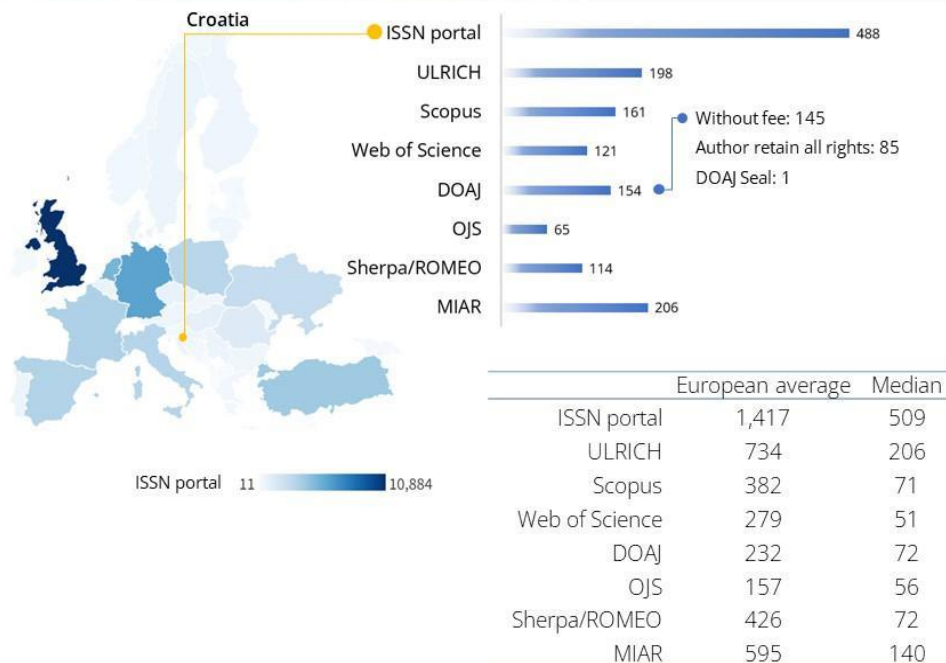 Croatia
ISSN portal 488
ULRICH 198
Scopus 161
Web of Science 121
DOAJ 154
OJS 65
Sherpa/ROMEO 114
MIAR 206
Without fee: 145
Author retain all rights: 85
DOAJ Seal: 1
ISSN portal 11 10,884
European average Median
ISSN portal 1,417 509
ULRICH 734 206
Scopus 382 71
Web of Science 279 51
DOAJ 232 72
OJS 157 56
Sherpa/ROMEO 426 72
MIAR 595 140